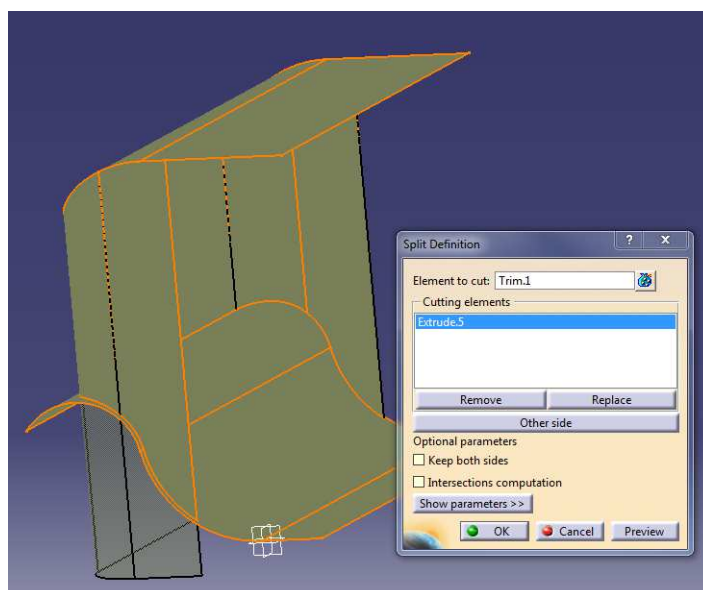 Split Definition
? X
Element to cut: Trim.1
Cutting elements
Extrude.5
Remove Replace
Other side
Optional parameters
Keep both sides
Intersections computation
Show parameters >>
OK Cancel Preview